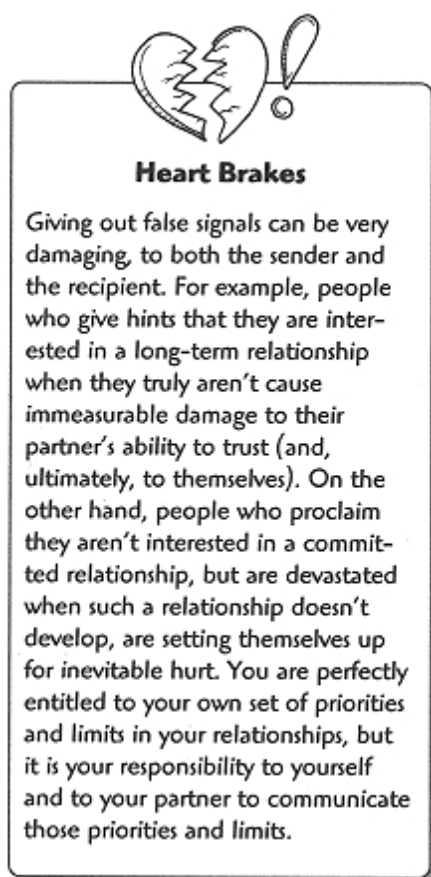 Heart Brakes
Giving out false signals can be very
damaging, to both the sender and
the recipient. For example, people
who give hints that they are inter-
ested in a long-term relationship
when they truly aren't cause
immeasurable damage to their
partner's ability to trust (and,
ultimately, to themselves). On the
other hand, people who proclaim
they aren't interested in a commit-
ted relationship, but are devastated
when such a relationship doesn't
develop, are setting themselves up
for inevitable hurt. You are perfectly
entitled to your own set of priorities
and limits in your relationships, but
it is your responsibility to yourself
and to your partner to communicate
those priorities and limits.